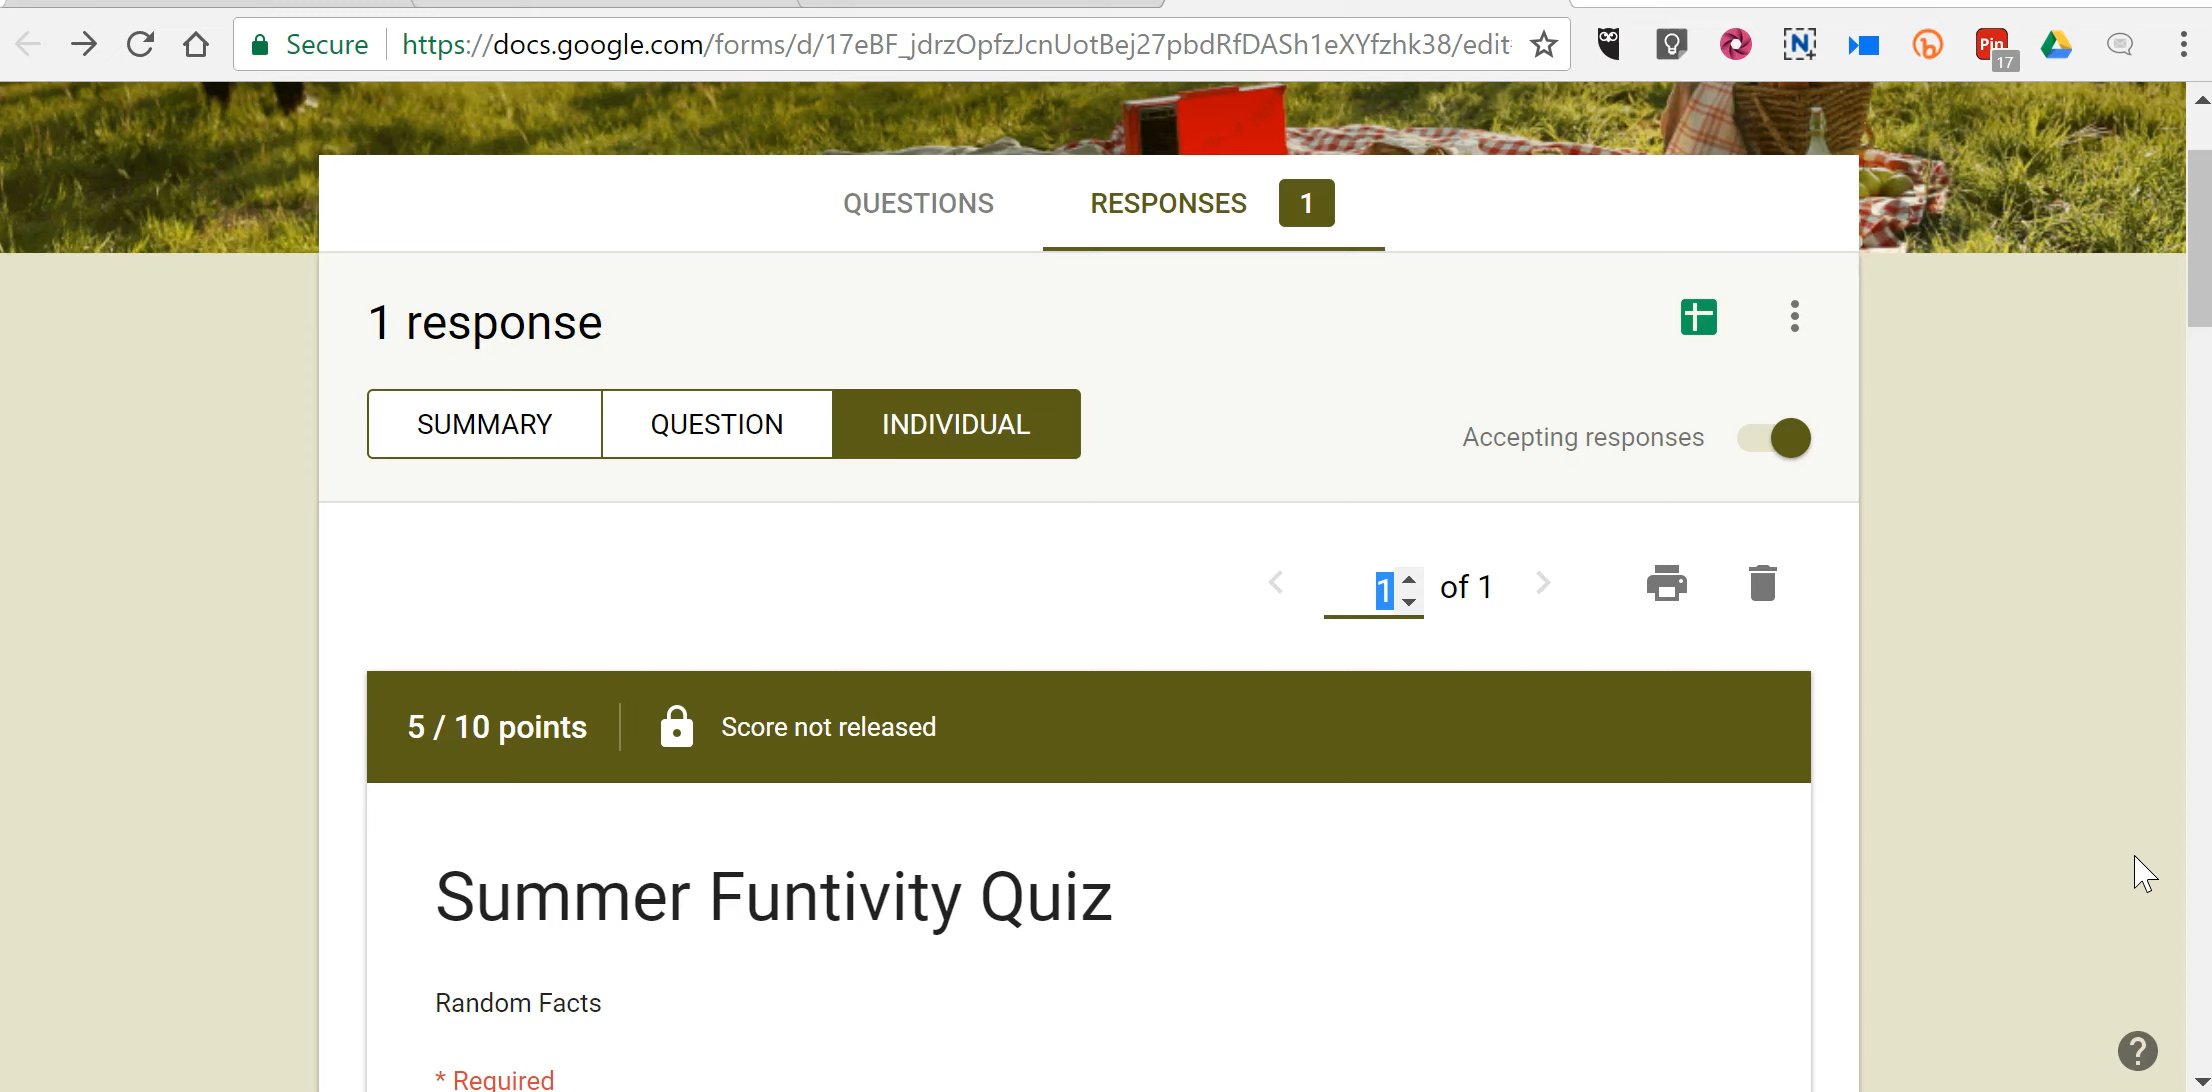 Secure https://docs.google.com/forms/d/17eBF_jdrzOpfzJcnUotBej27pbdRfDASh1eXYfzhk38/edit
Pin
17
QUESTIONS RESPONSES 1
1 response
SUMMARY QUESTION INDIVIDUAL
Accepting responses
1 of 1
5 / 10 points Score not released
Summer Funtivity Quiz
Random Facts
* Required